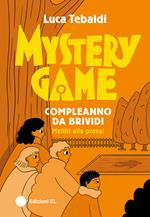 Luca Tebaldi
MYSTERY
GAME
COMPLEANNO
DA BRIVIDI
Mettiti alla prova!
Edizioni EL